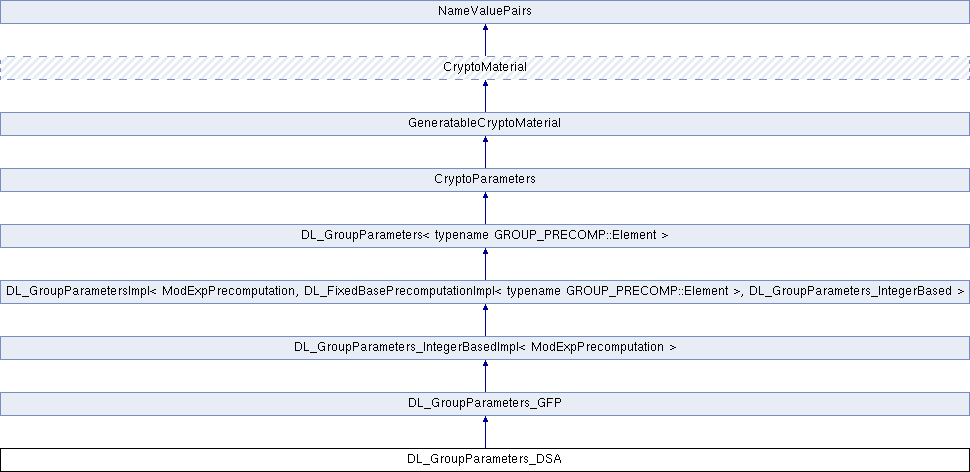 NameValuePairs
CryptoMaterial
GeneratableCryptoMaterial
CryptoParameters
DL_GroupParameters< typename GROUP_PRECOMP::Element >
DL_GroupParametersImpl< ModExpPrecomputation, DL_FixedBasePrecomputationImpl< typename GROUP_PRECOMP::Element >, DL_GroupParameters_IntegerBased >
DL_GroupParameters_IntegerBasedImpl< ModExpPrecomputation >
DL_GroupParameters_GFP
DL_GroupParameters_DSA